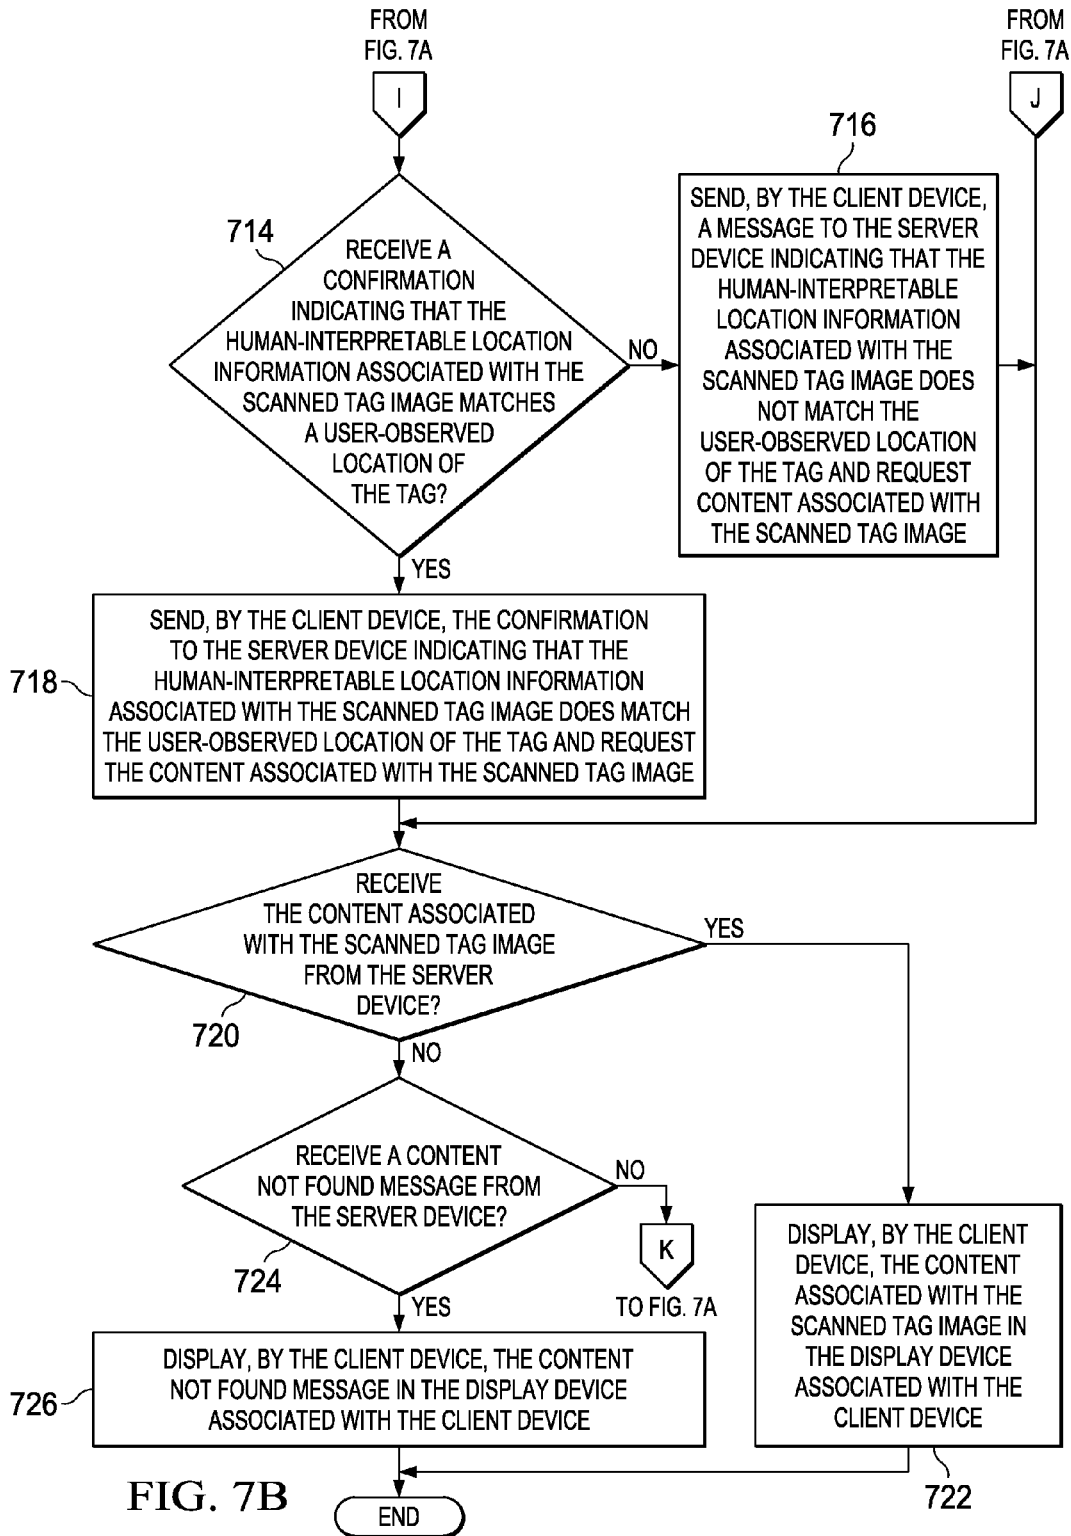 FROM
FIG. 7A
I
FROM
FIG. 7A
J
714
RECEIVE A
CONFIRMATION
INDICATING THAT THE
HUMAN-INTERPRETABLE LOCATION
INFORMATION ASSOCIATED WITH THE
SCANNED TAG IMAGE MATCHES
A USER-OBSERVED
LOCATION OF
THE TAG?
NO
YES
716
SEND, BY THE CLIENT DEVICE,
A MESSAGE TO THE SERVER
DEVICE INDICATING THAT THE
HUMAN-INTERPRETABLE
LOCATION INFORMATION
ASSOCIATED WITH THE
SCANNED TAG IMAGE DOES
NOT MATCH THE
USER-OBSERVED LOCATION
OF THE TAG AND REQUEST
CONTENT ASSOCIATED WITH
THE SCANNED TAG IMAGE
718
SEND, BY THE CLIENT DEVICE, THE CONFIRMATION
TO THE SERVER DEVICE INDICATING THAT THE
HUMAN-INTERPRETABLE LOCATION INFORMATION
ASSOCIATED WITH THE SCANNED TAG IMAGE DOES MATCH
THE USER-OBSERVED LOCATION OF THE TAG AND REQUEST
THE CONTENT ASSOCIATED WITH THE SCANNED TAG IMAGE
RECEIVE
THE CONTENT ASSOCIATED
WITH THE SCANNED TAG IMAGE
FROM THE SERVER
DEVICE?
720
YES
NO
RECEIVE A CONTENT
NOT FOUND MESSAGE FROM
THE SERVER DEVICE?
724
NO
K
TO FIG. 7A
YES
726
DISPLAY, BY THE CLIENT DEVICE, THE CONTENT
NOT FOUND MESSAGE IN THE DISPLAY DEVICE
ASSOCIATED WITH THE CLIENT DEVICE
DISPLAY, BY THE CLIENT
DEVICE, THE CONTENT
ASSOCIATED WITH THE
SCANNED TAG IMAGE IN
THE DISPLAY DEVICE
ASSOCIATED WITH THE
CLIENT DEVICE
722
FIG. 7B
END